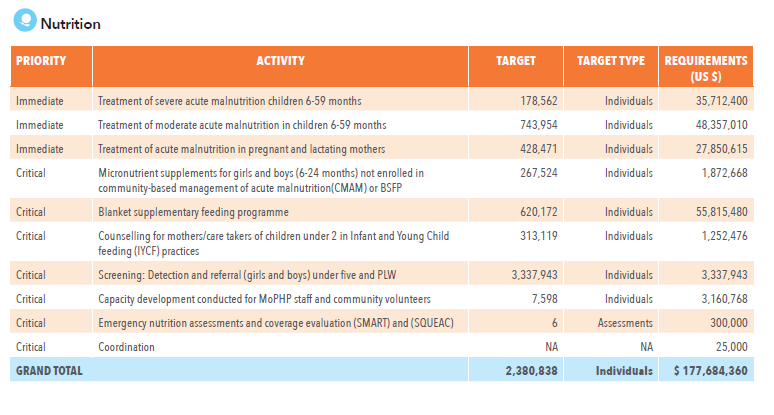 Nutrition
PRIORITY ACTIVITY TARGET TARGET TYPE REQUIREMENTS
(US $)
Immediate Treatment of severe acute malnutrition children 6-59 months 178,562 Individuals 35,712,400
Immediate Treatment of moderate acute malnutrition in children 6-59 months 743,954 Individuals 48,357,010
Immediate Treatment of acute malnutrition in pregnant and lactating mothers 428,471 Individuals 27,850,615
Critical Micronutrient supplements for girls and boys (6-24 months) not enrolled in 267,524 Individuals 1,872,668
community-based management of acute malnutrition(CMAM) or BSFP
Critical Blanket supplementary feeding programme 620,172 Individuals 55,815,480
Critical Counselling for mothers/care takers of children under 2 in Infant and Young Child 313,119 Individuals 1,252,476
feeding (IYCF) practices
Critical Screening: Detection and referral (girls and boys) under five and PLW 3,337,943 Individuals 3,337,943
Critical Capacity development conducted for MoPHP staff and community volunteers 7,598 Individuals 3,160,768
Critical Emergency nutrition assessments and coverage evaluation (SMART) and (SQUEAC) 6 Assessments 300,000
Critical Coordination NA NA 25,000
GRAND TOTAL 2,380,838 Individuals $ 177,684,360